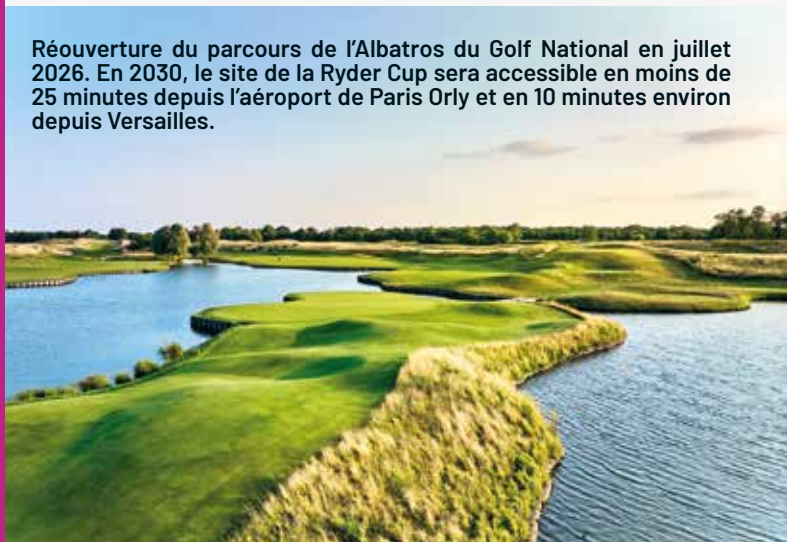 Réouverture du parcours de l'Albatros du Golf National en juillet
2026. En 2030, le site de la Ryder Cup sera accessible en moins de
25 minutes depuis l'aéroport de Paris Orly et en 10 minutes environ
depuis Versailles.